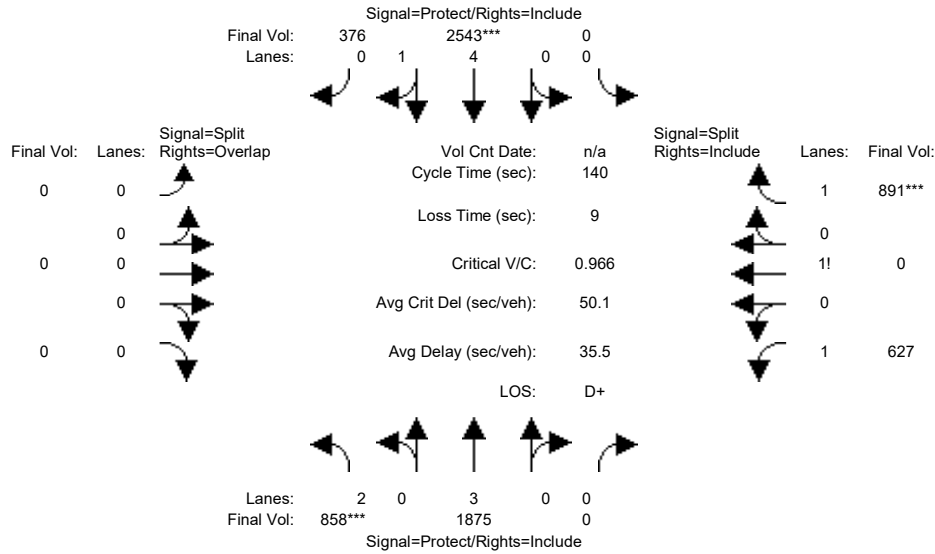 Signal=Protect/Rights=Include
Final Vol: 376 2543*** 0
Lanes: 0 1 4 0 0
Signal=Split Signal=Split
Final Vol: Lanes: Rights=Overlap Vol Cnt Date: n/a Rights=Include Lanes: Final Vol:
Cycle Time (sec): 140
0 0 1 891***
Loss Time (sec): 9
0 0
0 0 Critical V/C: 0.966 1! 0
0 Avg Crit Del (sec/veh): 50.1 0
0 0 Avg Delay (sec/veh): 35.5 1 627
LOS: D+
Lanes: 2 0 3 0 0
Final Vol: 858*** 1875 0
Signal=Protect/Rights=Include